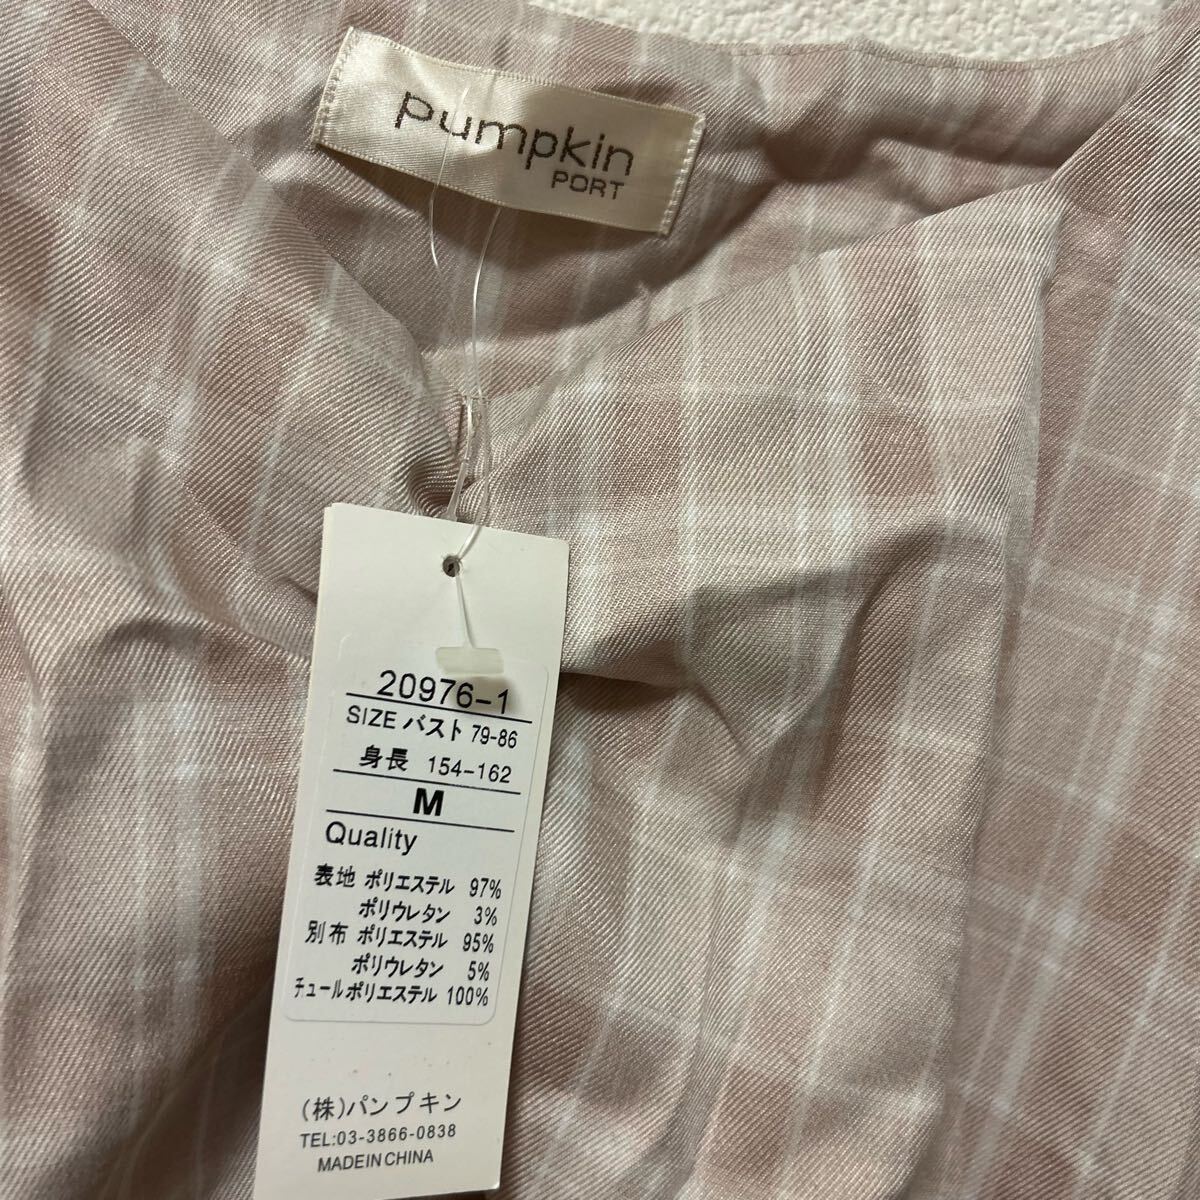 pumpkin
PORT
20976-1
SIZE バスト 79-86
身長 154-162
M
Quality
表地 ポリエステル 97%
ポリウレタン 3%
別布 ポリエステル 95%
ポリウレタン 5%
チュールポリエステル 100%
(株)パンプキン
TEL:03-3866-0838
MADE IN CHINA